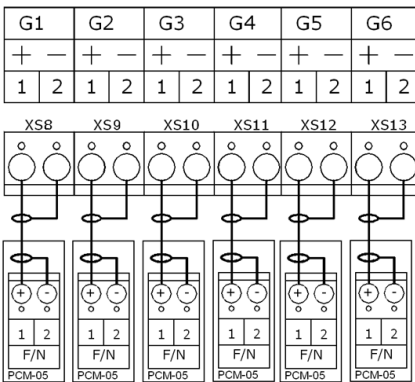 G1 G2 G3 G4 G5 G6
+ − + − + − + − + − + −
1 2 1 2 1 2 1 2 1 2 1 2
XS8 XS9 XS10 XS11 XS12 XS13
+ - + - + - + - + - + -
1 2 1 2 1 2 1 2 1 2 1 2
F/N F/N F/N F/N F/N F/N
PCM-05 PCM-05 PCM-05 PCM-05 PCM-05 PCM-05